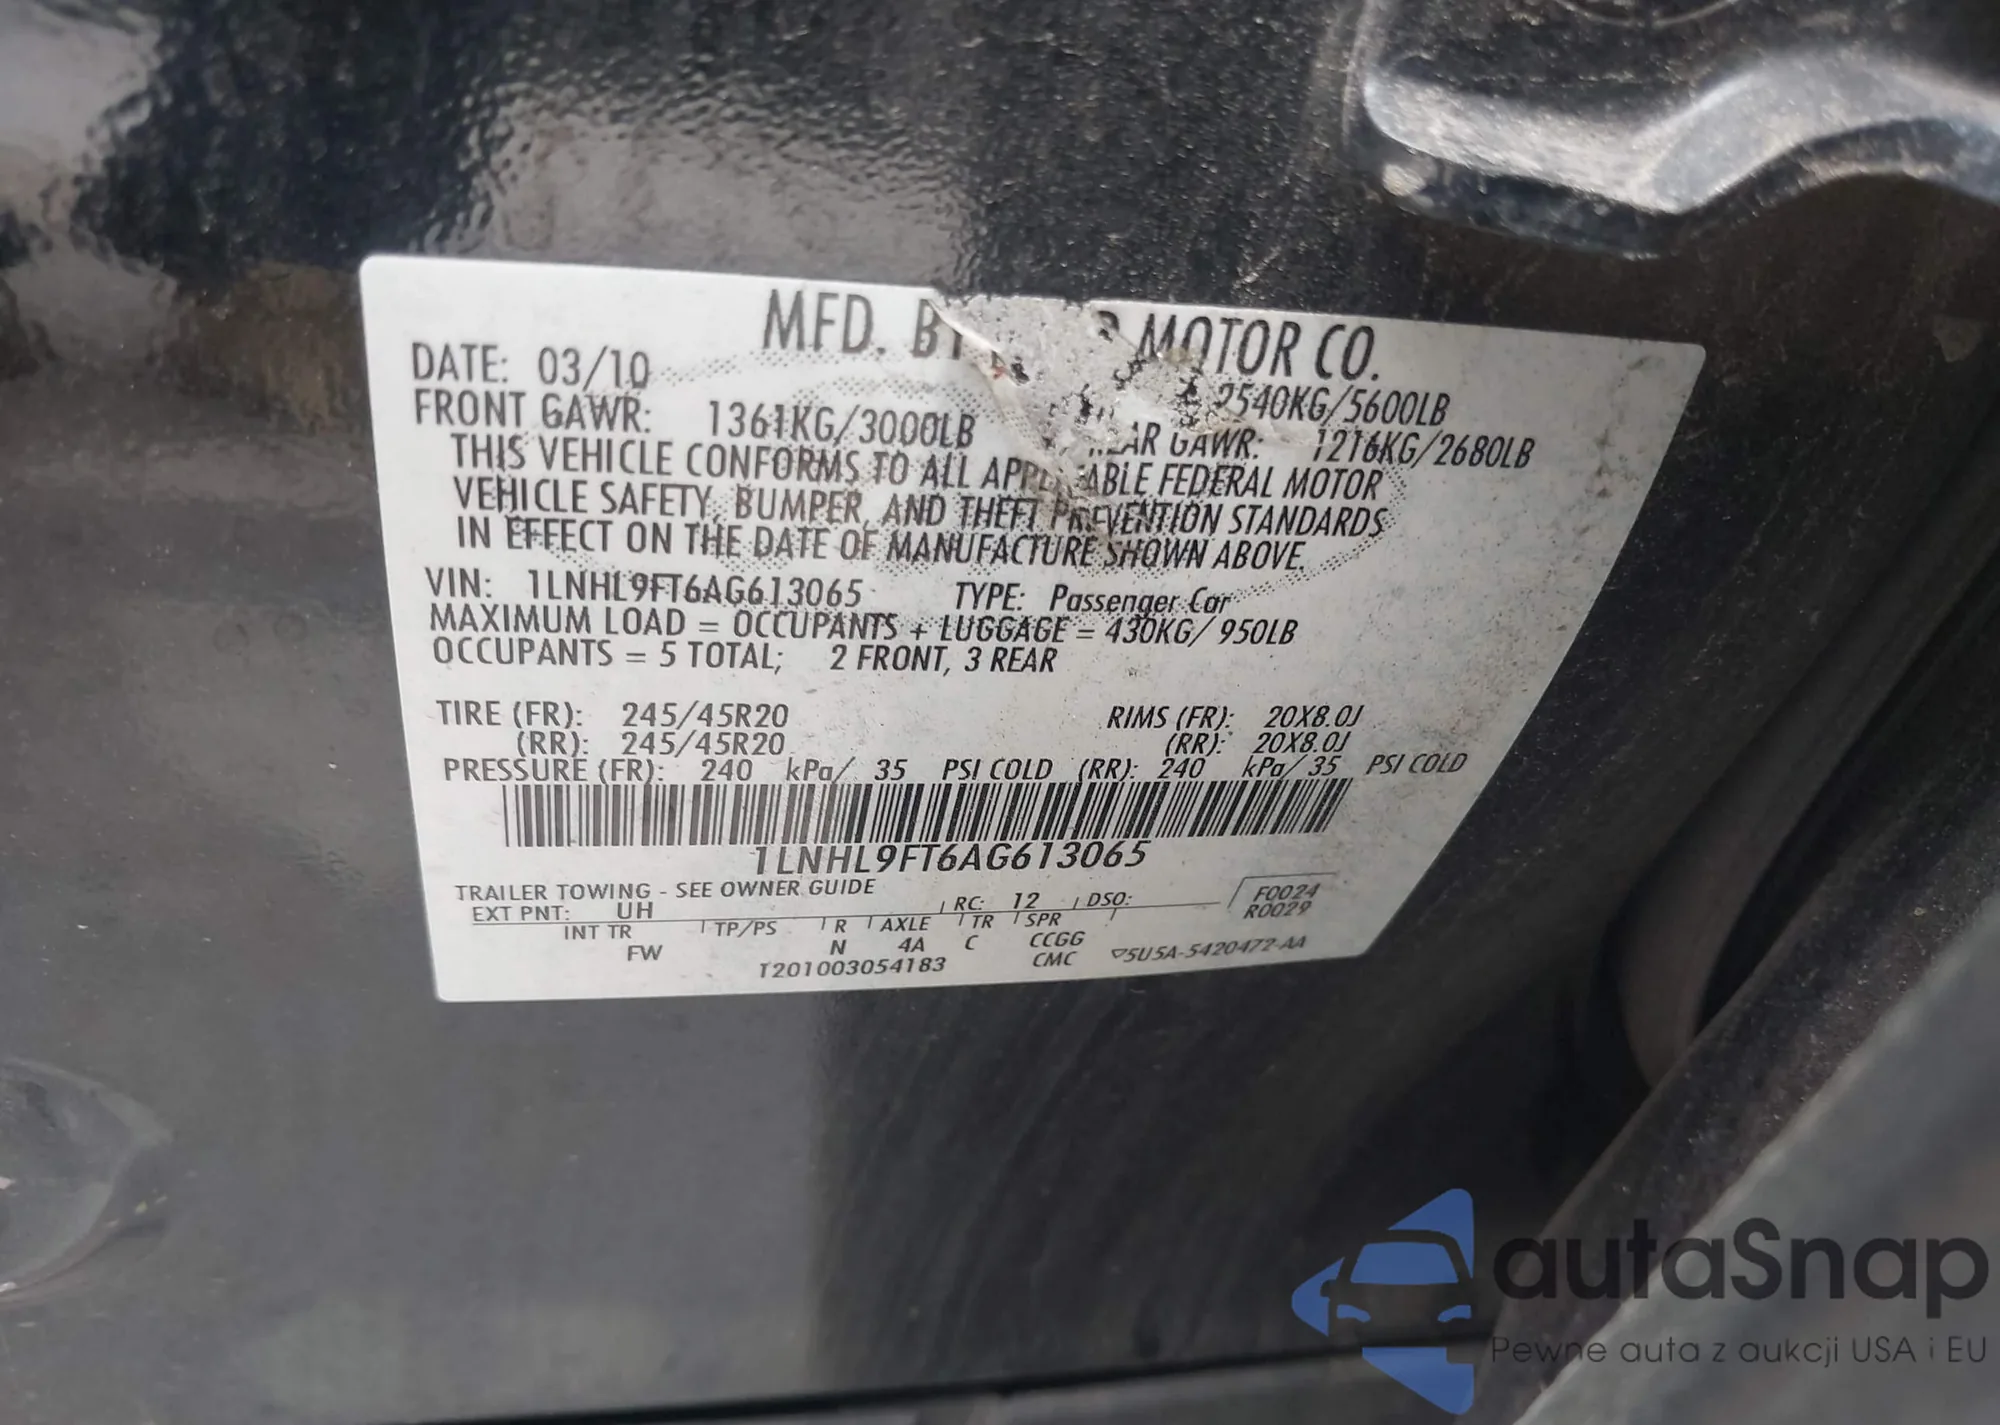 MFD. BY MOTOR CO.
DATE: 03/10
2540KG/5600LB
FRONT GAWR: 1361KG/3000LB GAWR: 1216KG/2680LB
THIS VEHICLE CONFORMS TO ALL APPLICABLE FEDERAL MOTOR
VEHICLE SAFETY, BUMPER, AND THEFT PREVENTION STANDARDS
IN EFFECT ON THE DATE OF MANUFACTURE SHOWN ABOVE.
VIN: 1LNHL9FT6AG613065 TYPE: Passenger Car
MAXIMUM LOAD = OCCUPANTS + LUGGAGE = 430KG/ 950LB
OCCUPANTS = 5 TOTAL; 2 FRONT, 3 REAR
TIRE (FR): 245/45R20 RIMS (FR): 20X8.0J
(RR): 245/45R20 (RR): 20X8.0J
PRESSURE (FR): 240 kPa/ 35 PSI COLD (RR): 240 kPa/ 35 PSI COLD
1LNHL9FT6AG613065
TRAILER TOWING - SEE OWNER GUIDE
EXT PNT: UH RC: 12 DSO: F0024
R0029
INT TR TP/PS R AXLE TR SPR
FW N 4A C CCGG
T201003054183 CMC 5U5A-5420472-AA
autoSnap
Pewne auta z aukcji USA i EU